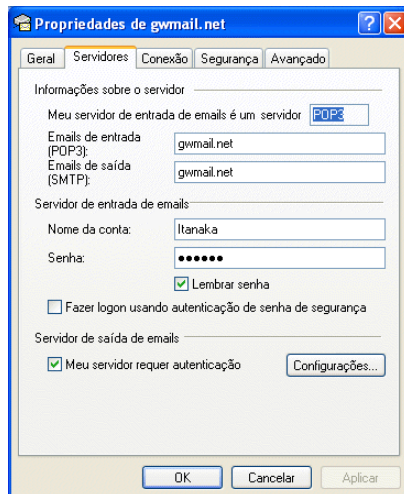 Propriedades de gwmail.net
Geral Servidores Conexão Segurança Avançado
Informações sobre o servidor
Meu servidor de entrada de emails é um servidor POP3
Emails de entrada
(POP3): gwmail.net
Emails de saída
(SMTP): gwmail.net
Servidor de entrada de emails
Nome da conta: ltanaka
Senha: ••••••
Lembrar senha
Fazer logon usando autenticação de senha de segurança
Servidor de saída de emails
Meu servidor requer autenticação Configurações...
OK Cancelar Aplicar